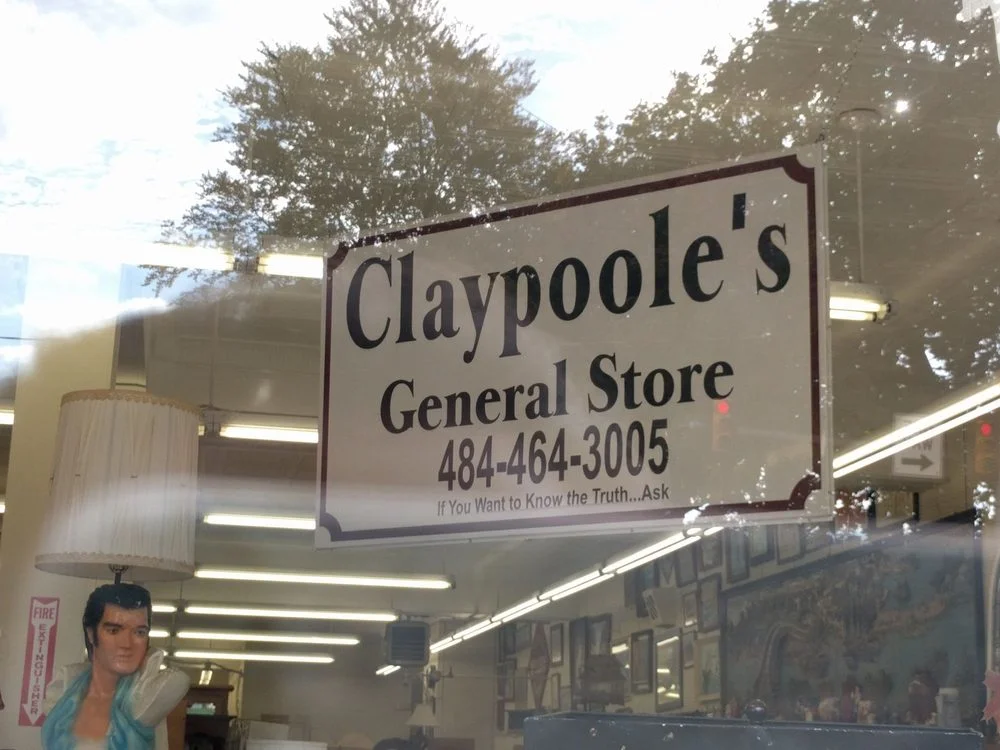 Claypoole's
General Store
484-464-3005
If You Want to Know the Truth...Ask
FIRE
EXTINGUISHER